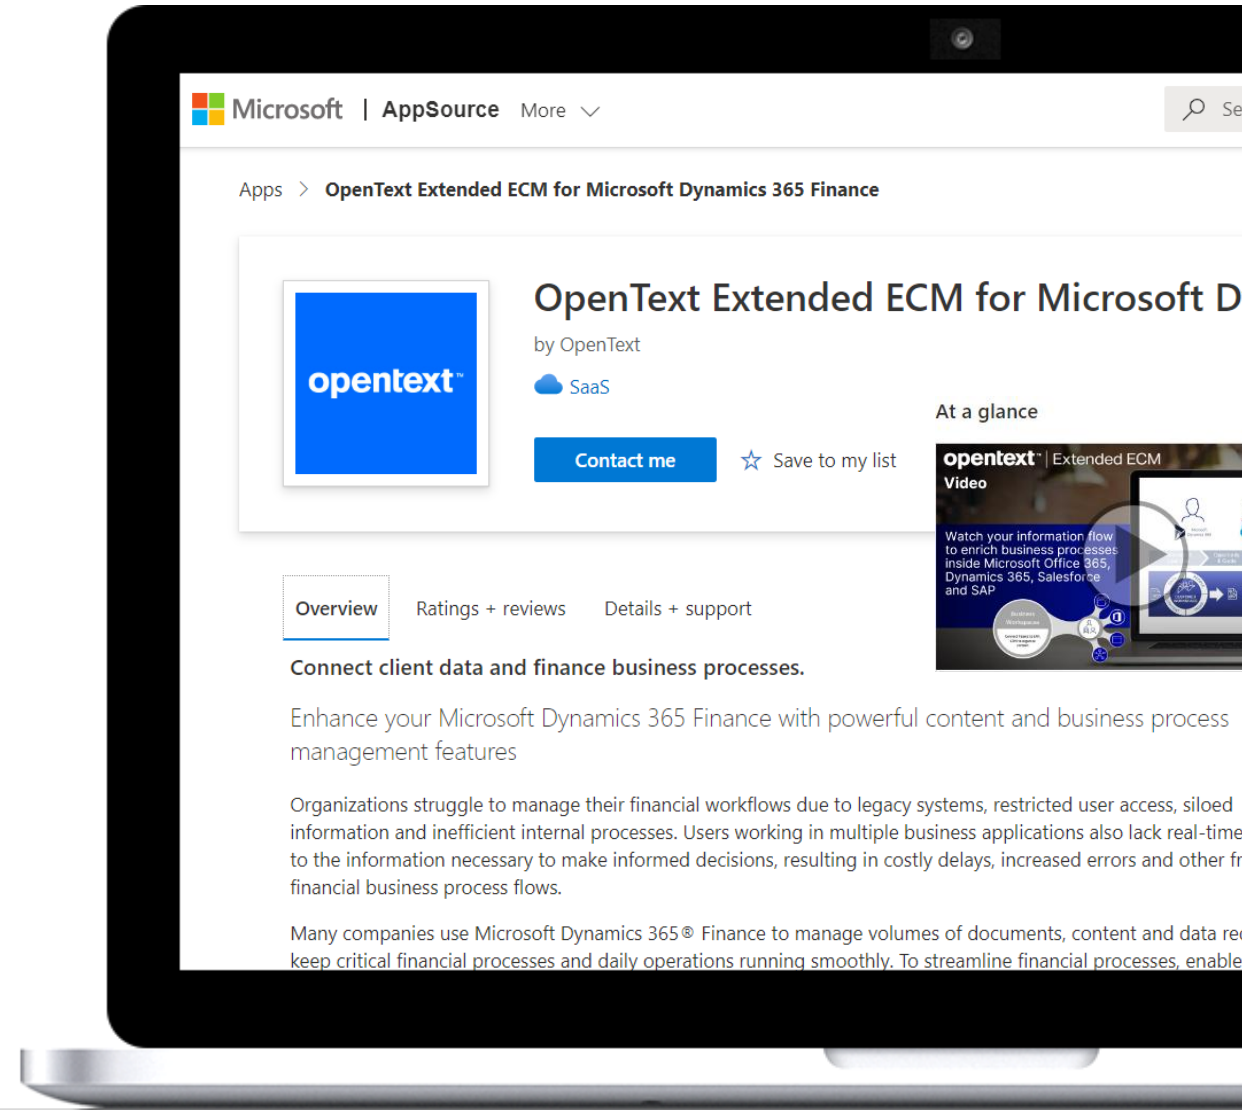 Microsoft | AppSource More
Se
Apps > OpenText Extended ECM for Microsoft Dynamics 365 Finance
opentext™
OpenText Extended ECM for Microsoft D
by OpenText
SaaS
Contact me
Save to my list
At a glance
opentext™ | Extended ECM
Video
Watch your information flow
to enrich business processes
inside Microsoft Office 365,
Dynamics 365, Salesforce
and SAP
Business
Workspaces
Overview
Ratings + reviews
Details + support
Connect client data and finance business processes.
Enhance your Microsoft Dynamics 365 Finance with powerful content and business process
management features
Organizations struggle to manage their financial workflows due to legacy systems, restricted user access, siloed
information and inefficient internal processes. Users working in multiple business applications also lack real-time
to the information necessary to make informed decisions, resulting in costly delays, increased errors and other fr
financial business process flows.
Many companies use Microsoft Dynamics 365® Finance to manage volumes of documents, content and data rec
keep critical financial processes and daily operations running smoothly. To streamline financial processes, enable